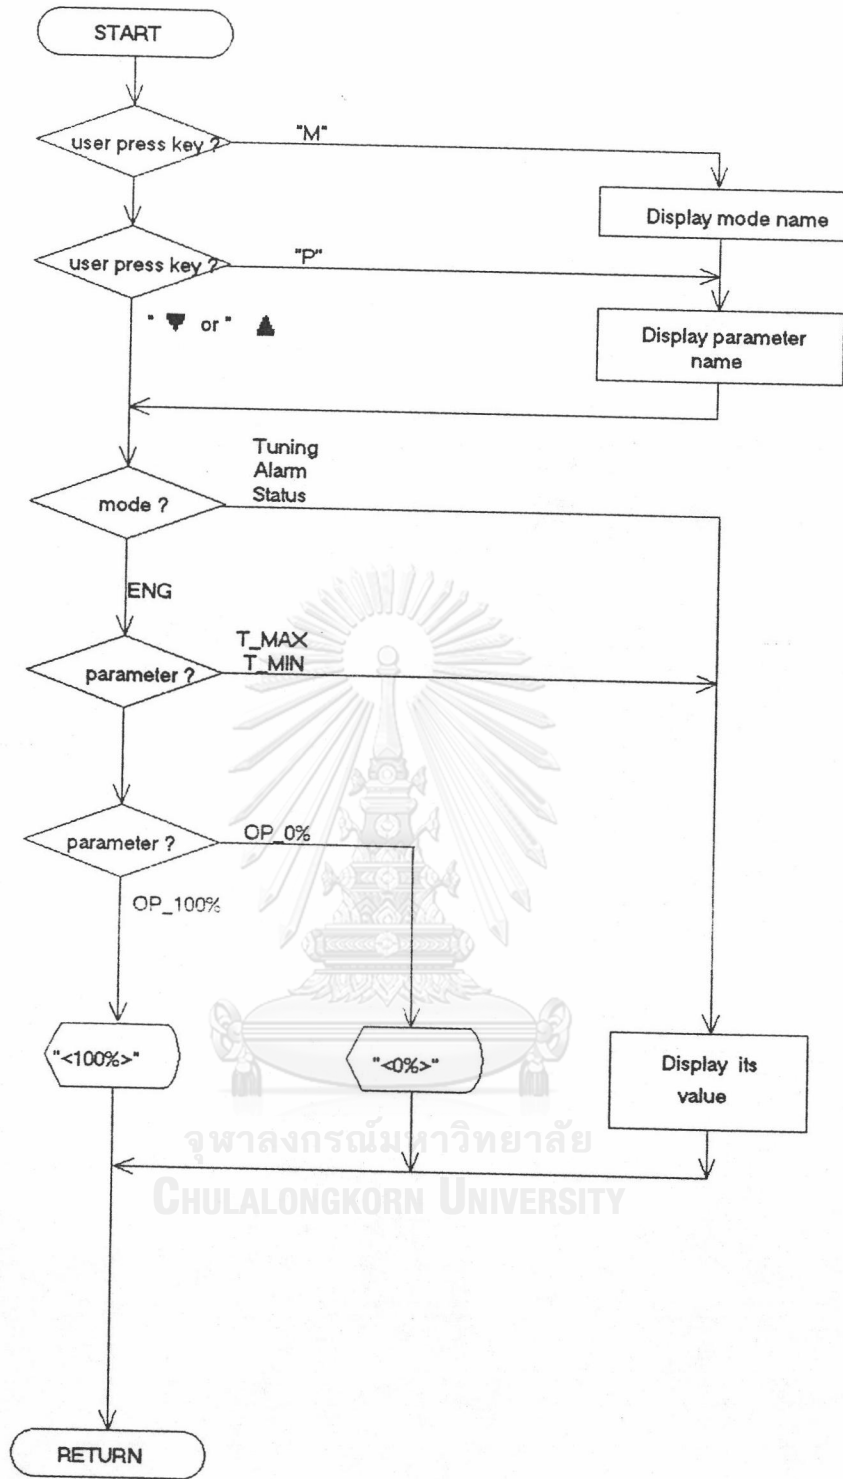 START
user press key ?
"M"
Display mode name
user press key ?
"P"
" ▼ or " ▲
Display parameter
name
Tuning
Alarm
Status
mode ?
ENG
T_MAX
T_MIN
parameter ?
parameter ?
OP_0%
OP_100%
"<100%>"
"<0%>"
Display its
value
จุฬาลงกรณ์มหาวิทยาลัย
CHULALONGKORN UNIVERSITY
RETURN